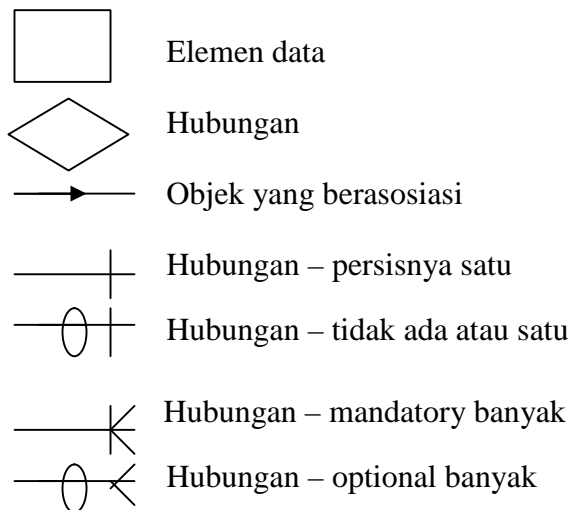 Elemen data
Hubungan
Objek yang berasosiasi
Hubungan – persisnya satu
Hubungan – tidak ada atau satu
Hubungan – mandatory banyak
Hubungan – optional banyak